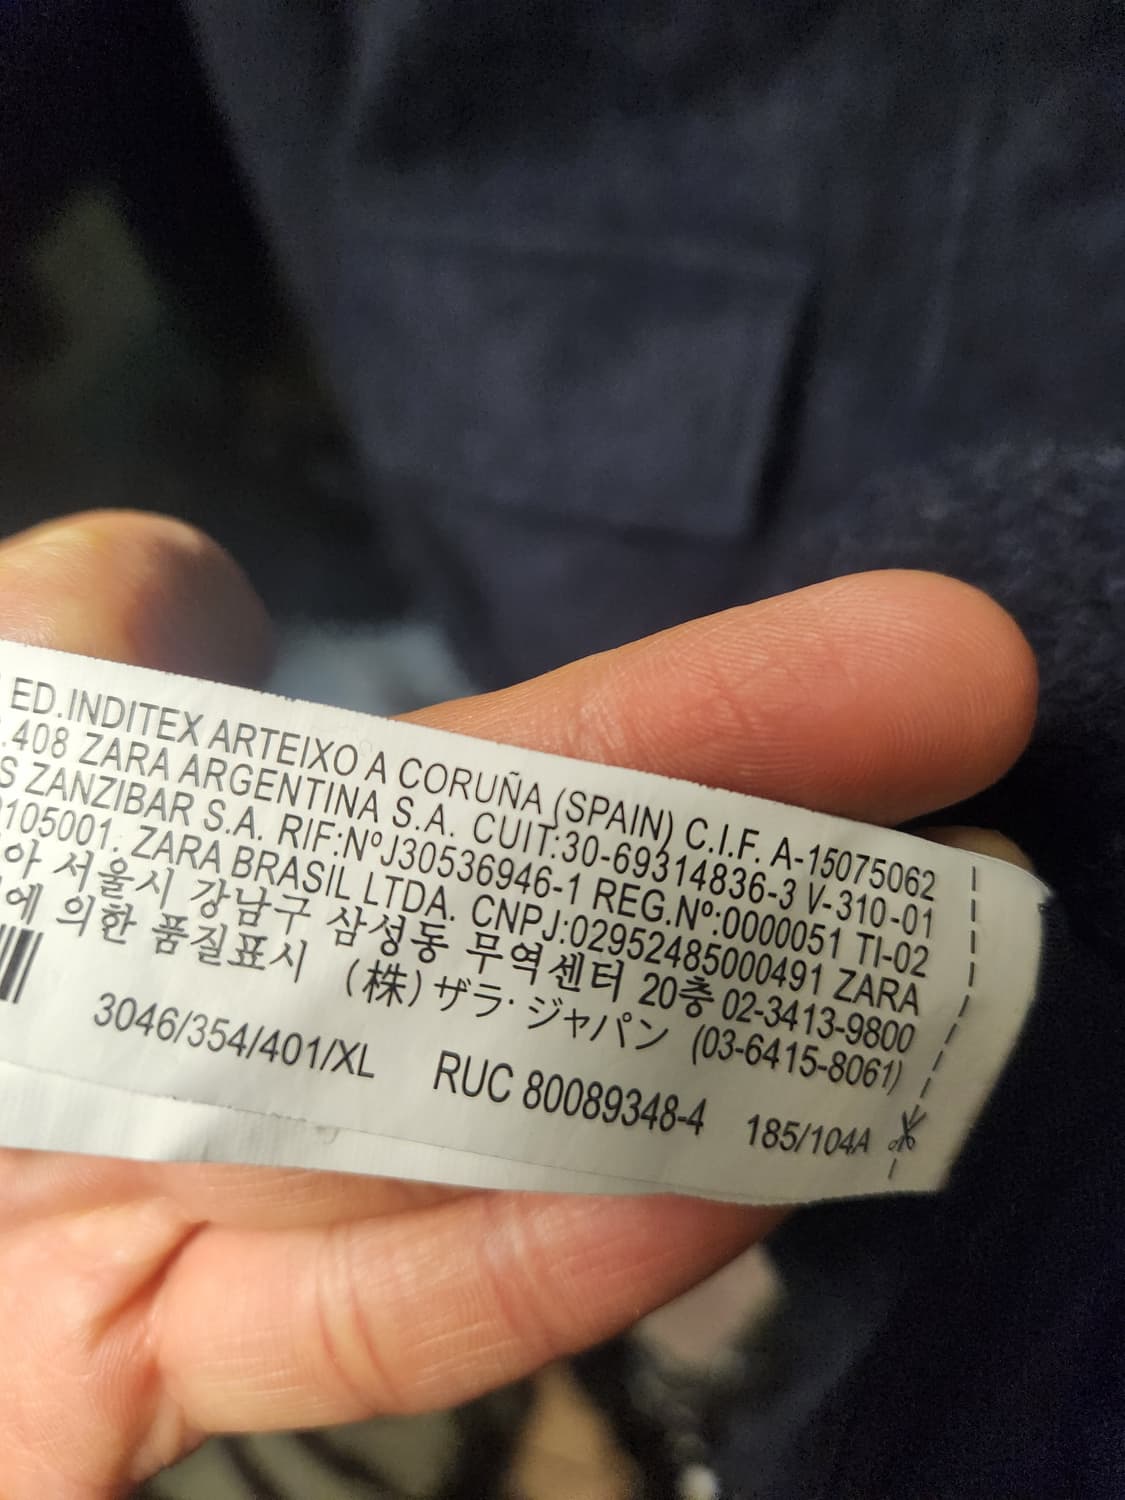 ED.INDITEX ARTEIXO A CORUÑA (SPAIN) C.I.F. A-15075062
.408 ZARA ARGENTINA S.A. CUIT:30-69314836-3 V-310-01
S ZANZIBAR S.A. RIF:NºJ30536946-1 REG.Nº:0000051 TI-02
105001. ZARA BRASIL LTDA. CNPJ:02952485000491 ZARA
아 서울시 강남구 삼성동 무역센터 20층 02-3413-9800
에 의한 품질표시 (株)ザラ・ジャパン (03-6415-8061)
3046/354/401/XL RUC 80089348-4 185/104A